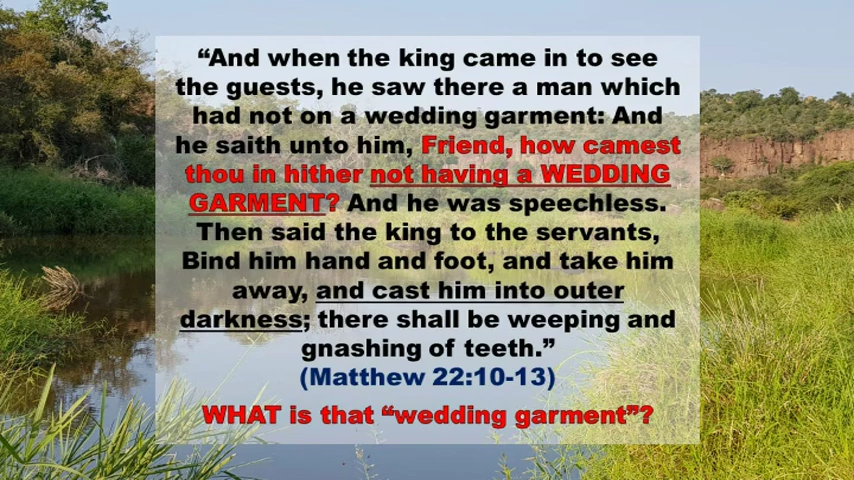 “And when the king came in to see
the guests, he saw there a man which
had not on a wedding garment: And
he saith unto him, Friend, how camest
thou in hither not having a WEDDING
GARMENT? And he was speechless.
Then said the king to the servants,
Bind him hand and foot, and take him
away, and cast him into outer
darkness; there shall be weeping and
gnashing of teeth.”
(Matthew 22:10-13)
WHAT is that “wedding garment”?